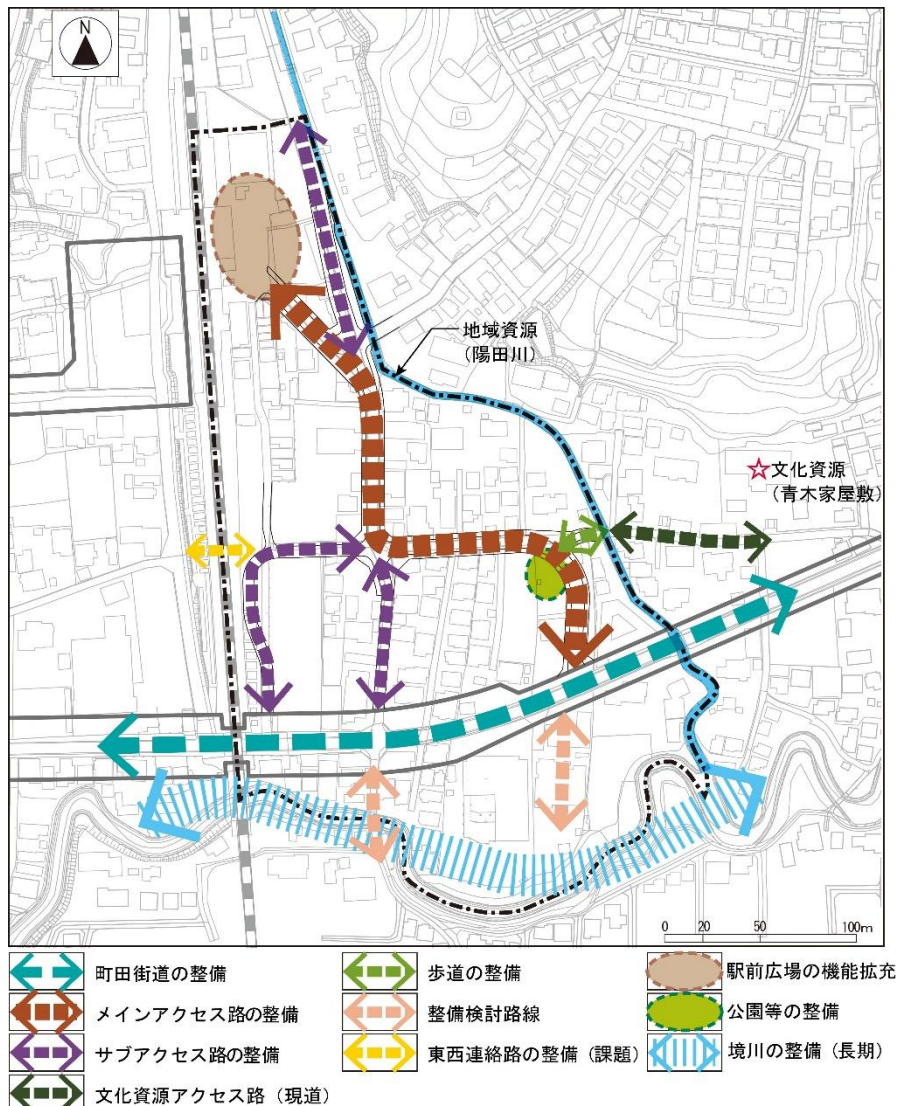 N
地域資源
(陽田川)
☆文化資源
(青木家屋敷)
0 20 50 100m
町田街道の整備
歩道の整備
駅前広場の機能拡充
メインアクセス路の整備
整備検討路線
公園等の整備
サブアクセス路の整備
東西連絡路の整備(課題)
境川の整備(長期)
文化資源アクセス路(現道)